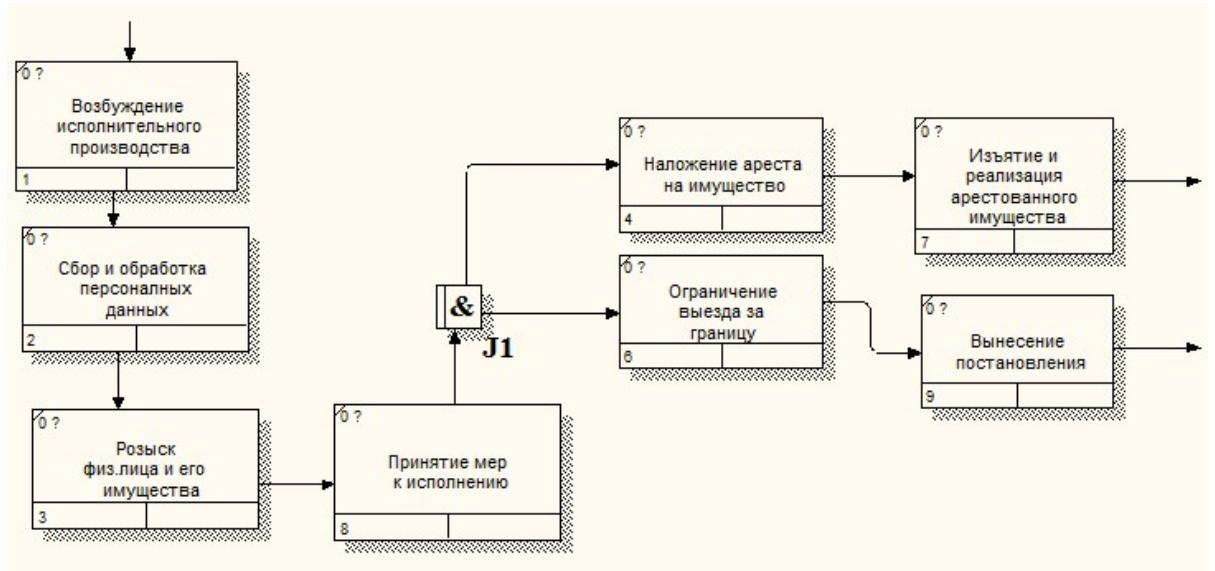 0 ?
Возбуждение
исполнительного
производства
1
0 ?
Сбор и обработка
персоналных
данных
2
0 ?
Розыск
физ.лица и его
имущества
3
0 ?
Принятие мер
к исполнению
8
&
J1
0 ?
Наложение ареста
на имущество
4
0 ?
Изъятие и
реализация
арестованного
имущества
7
0 ?
Ограничение
выезда за
границу
6
0 ?
Вынесение
постановления
9